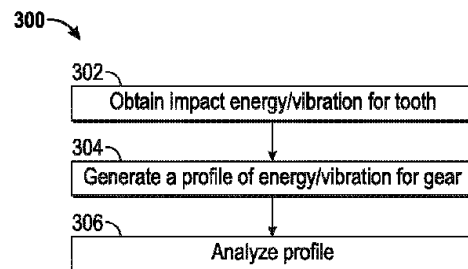 300
302
Obtain impact energy/vibration for tooth
304
Generate a profile of energy/vibration for gear
306
Analyze profile